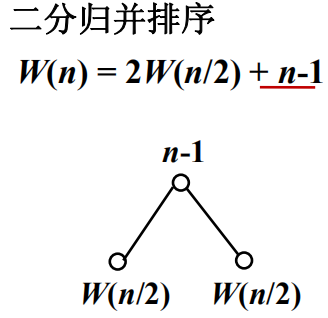 二分归并排序
W(n) = 2W(n/2) + n-1
n-1
W(n/2) W(n/2)